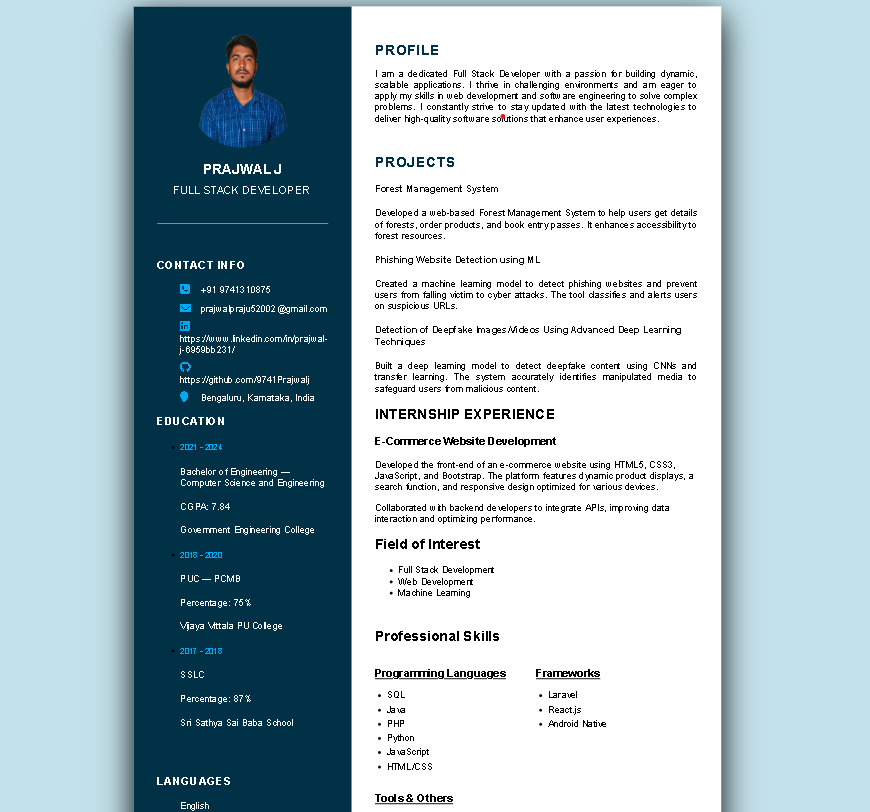 PRAJWAL J
FULL STACK DEVELOPER
CONTACT INFO
+91 9741310875
prajwalpraju52002@gmail.com
https://www.linkedin.com/in/prajwal-
j-6959bb231/
https://github.com/9741Prajwalj
Bengaluru, Karnataka, India
EDUCATION
2021 - 2024
Bachelor of Engineering —
Computer Science and Engineering
CGPA: 7.84
Government Engineering College
2018 - 2020
PUC — PCMB
Percentage: 75%
Vijaya Vittala PU College
2017 - 2018
SSLC
Percentage: 87%
Sri Sathya Sai Baba School
LANGUAGES
English
PROFILE
I am a dedicated Full Stack Developer with a passion for building dynamic,
scalable applications. I thrive in challenging environments and am eager to
apply my skills in web development and software engineering to solve complex
problems. I constantly strive to stay updated with the latest technologies to
deliver high-quality software solutions that enhance user experiences.
PROJECTS
Forest Management System
Developed a web-based Forest Management System to help users get details
of forests, order products, and book entry passes. It enhances accessibility to
forest resources.
Phishing Website Detection using ML
Created a machine learning model to detect phishing websites and prevent
users from falling victim to cyber attacks. The tool classifies and alerts users
on suspicious URLs.
Detection of Deepfake Images/Videos Using Advanced Deep Learning
Techniques
Built a deep learning model to detect deepfake content using CNNs and
transfer learning. The system accurately identifies manipulated media to
safeguard users from malicious content.
INTERNSHIP EXPERIENCE
E-Commerce Website Development
Developed the front-end of an e-commerce website using HTML5, CSS3,
JavaScript, and Bootstrap. The platform features dynamic product displays, a
search function, and responsive design optimized for various devices.
Collaborated with backend developers to integrate APIs, improving data
interaction and optimizing performance.
Field of Interest
• Full Stack Development
• Web Development
• Machine Learning
Professional Skills
Programming Languages
• SQL
• Java
• PHP
• Python
• JavaScript
• HTML/CSS
Frameworks
• Laravel
• React.js
• Android Native
Tools & Others